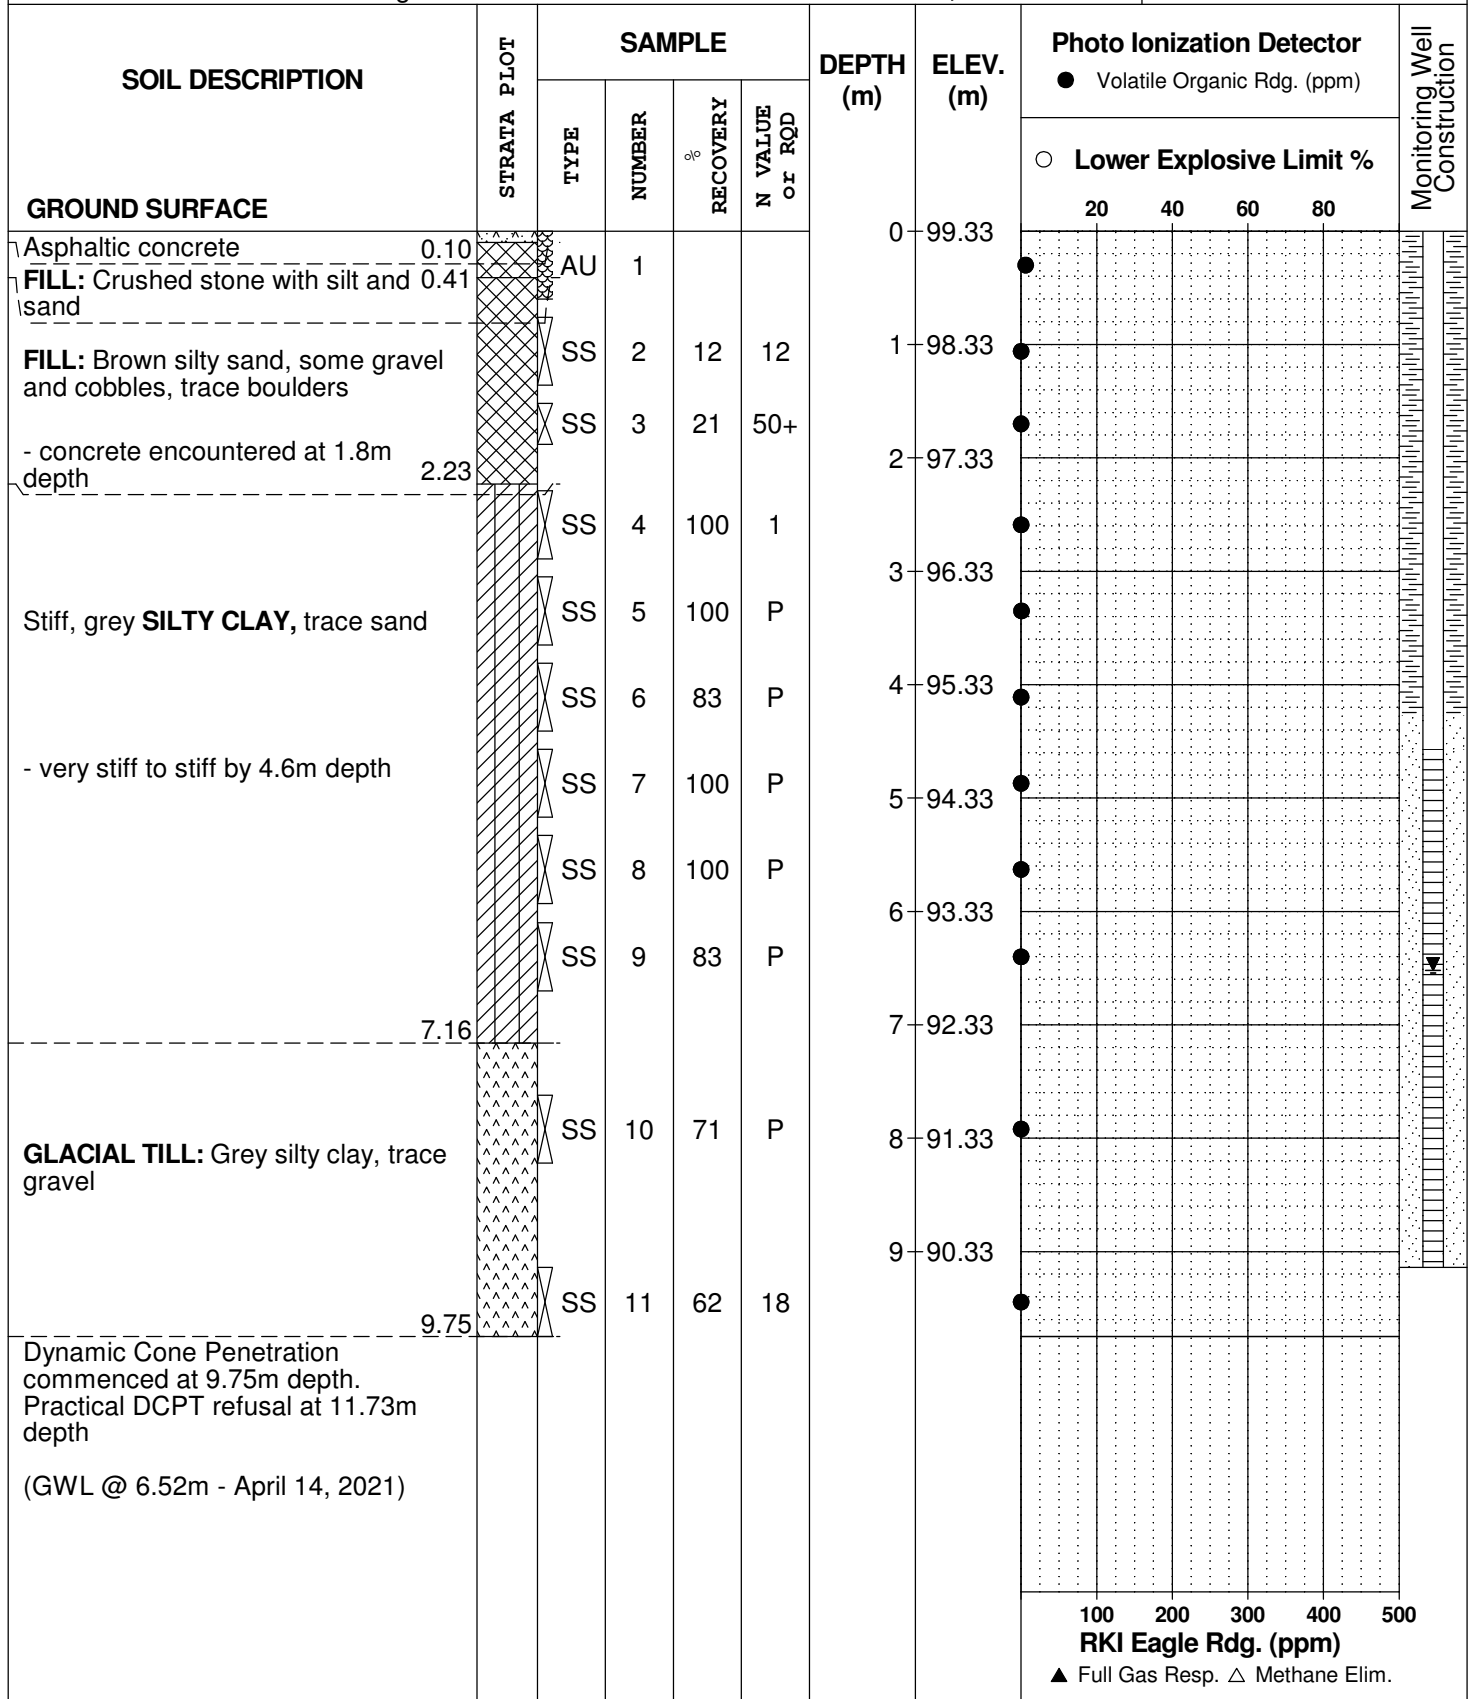 SOIL DESCRIPTION
GROUND SURFACE
STRATA PLOT
SAMPLE
TYPE
NUMBER
% RECOVERY
N VALUE or RQD
DEPTH (m)
ELEV. (m)
Photo Ionization Detector
● Volatile Organic Rdg. (ppm)
○ Lower Explosive Limit %
20 40 60 80
Monitoring Well Construction
Asphaltic concrete 0.10
FILL: Crushed stone with silt and 0.41
sand
FILL: Brown silty sand, some gravel
and cobbles, trace boulders
- concrete encountered at 1.8m
depth 2.23
Stiff, grey SILTY CLAY, trace sand
- very stiff to stiff by 4.6m depth
7.16
GLACIAL TILL: Grey silty clay, trace
gravel
9.75
Dynamic Cone Penetration
commenced at 9.75m depth.
Practical DCPT refusal at 11.73m
depth
(GWL @ 6.52m - April 14, 2021)
AU 1
SS 2 12 12
SS 3 21 50+
SS 4 100 1
SS 5 100 P
SS 6 83 P
SS 7 100 P
SS 8 100 P
SS 9 83 P
SS 10 71 P
SS 11 62 18
0 99.33
1 98.33
2 97.33
3 96.33
4 95.33
5 94.33
6 93.33
7 92.33
8 91.33
9 90.33
100 200 300 400 500
RKI Eagle Rdg. (ppm)
▲ Full Gas Resp. △ Methane Elim.